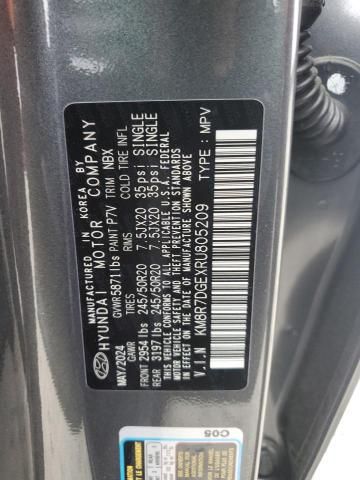 MANUFACTURED IN KOREA BY
HYUNDAI MOTOR COMPANY
MAY/2024 GVWR 5871 lbs PAINT P7V TRIM NBX
GAWR TIRES COLD TIRE INFL
FRONT 2954 lbs 245/50R20 7.5JX20 35psi SINGLE
REAR 3197 lbs 245/50R20 7.5JX20 35psi SINGLE
THIS VEHICLE CONFORMS TO ALL APPLICABLE U.S.A. FEDERAL
MOTOR VEHICLE SAFETY, BUMPER, AND THEFT PREVENTION STANDARDS
IN EFFECT ON THE DATE OF MANUFACTURE SHOWN ABOVE.
V.I.N KM8R7DGEXRU805209 TYPE: MPV
C05